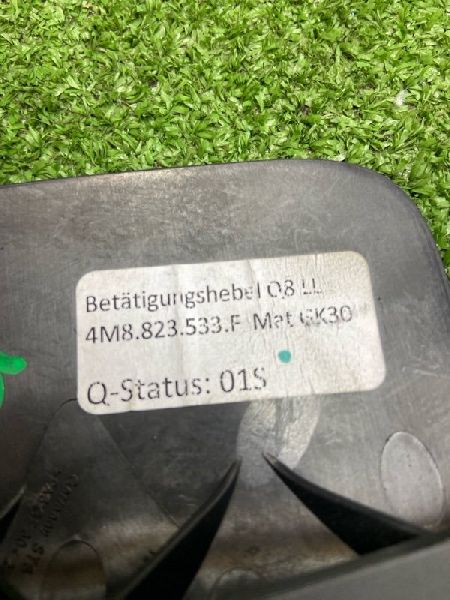 Betätigungshebel Q8 LL
4M8.823.533.F Mat GK30
Q-Status: 01S